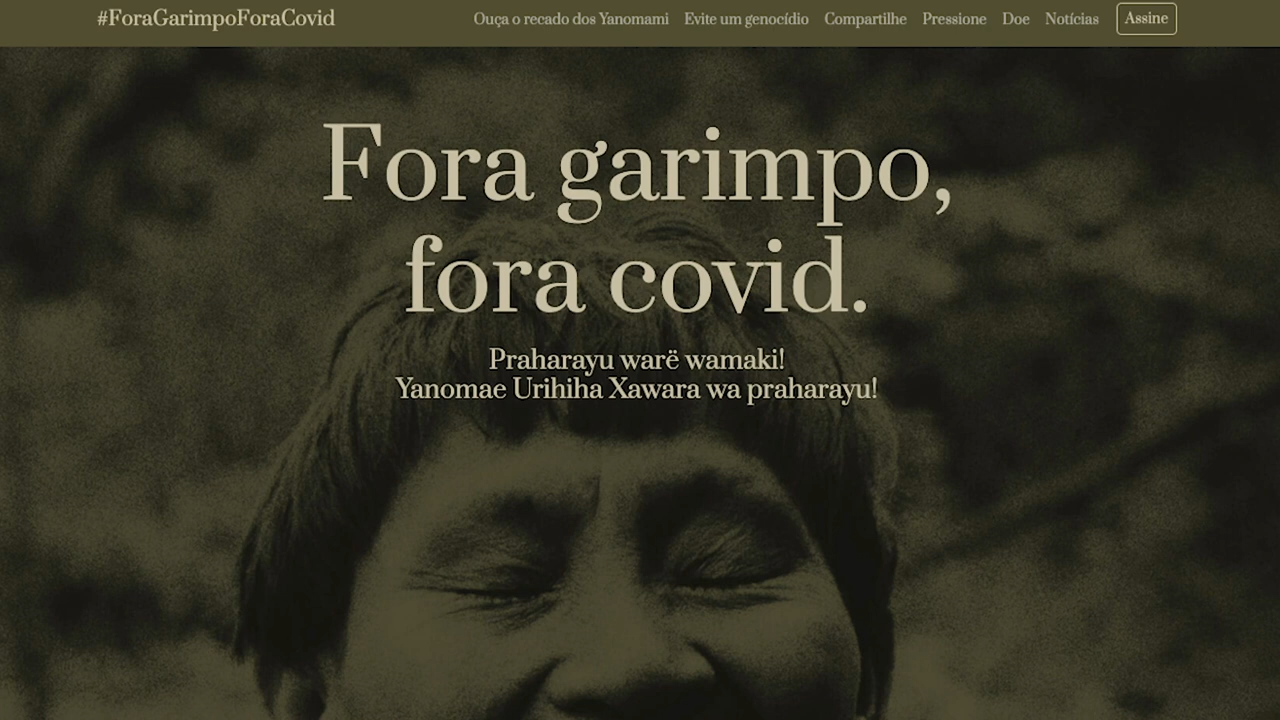 #ForaGarimpoForaCovid
Ouça o recado dos Yanomami Evite um genocídio Compartilhe Pressione Doe Notícias Assine
Fora garimpo,
fora covid.
Praharayu warë wamaki!
Yanomae Urihiha Xawara wa praharayu!